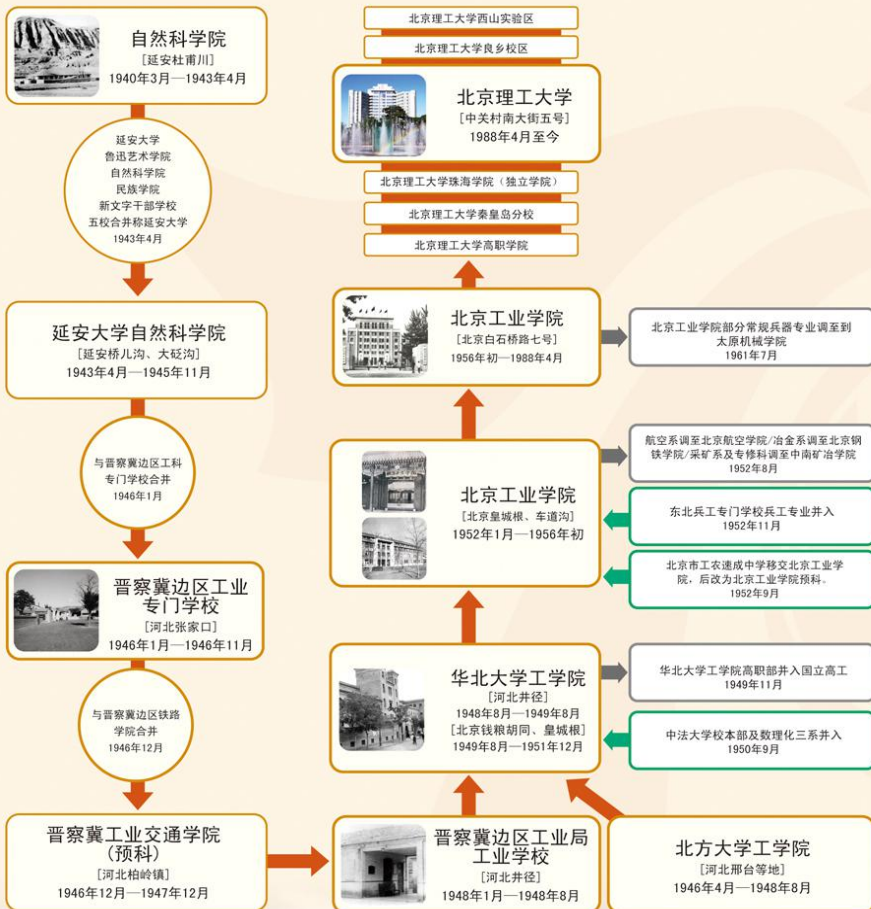 自然科学院
[延安杜甫川]
1940年3月—1943年4月
延安大学
鲁迅艺术学院
自然科学院
民族学院
新文字干部学校
五校合并称延安大学
1943年4月
延安大学自然科学院
[延安桥儿沟、大砭沟]
1943年4月—1945年11月
与晋察冀边区工科
专门学校合并
1946年1月
晋察冀边区工业
专门学校
[河北张家口]
1946年1月—1946年11月
与晋察冀边区铁路
学院合并
1946年12月
晋察冀工业交通学院
(预科)
[河北柏岭镇]
1946年12月—1947年12月
晋察冀边区工业局
工业学校
[河北井径]
1948年1月—1948年8月
北方大学工学院
[河北邢台等地]
1946年4月—1948年8月
华北大学工学院
[河北井径]
1948年8月—1949年8月
[北京钱粮胡同、皇城根]
1949年8月—1951年12月
华北大学工学院高职部并入国立高工
1949年11月
中法大学校本部及数理化三系并入
1950年9月
北京工业学院
[北京皇城根、车道沟]
1952年1月—1956年初
航空系调至北京航空学院/冶金系调至北京钢
铁学院/采矿系及专修科调至中南矿冶学院
1952年8月
东北兵工专门学校兵工专业并入
1952年11月
北京市工农速成中学移交北京工业学
院，后改为北京工业学院预科。
1952年9月
北京工业学院
[北京白石桥路七号]
1956年初—1988年4月
北京工业学院部分常规兵器专业调至到
太原机械学院
1961年7月
北京理工大学西山实验区
北京理工大学良乡校区
北京理工大学
[中关村南大街五号]
1988年4月至今
北京理工大学珠海学院（独立学院）
北京理工大学秦皇岛分校
北京理工大学高职学院